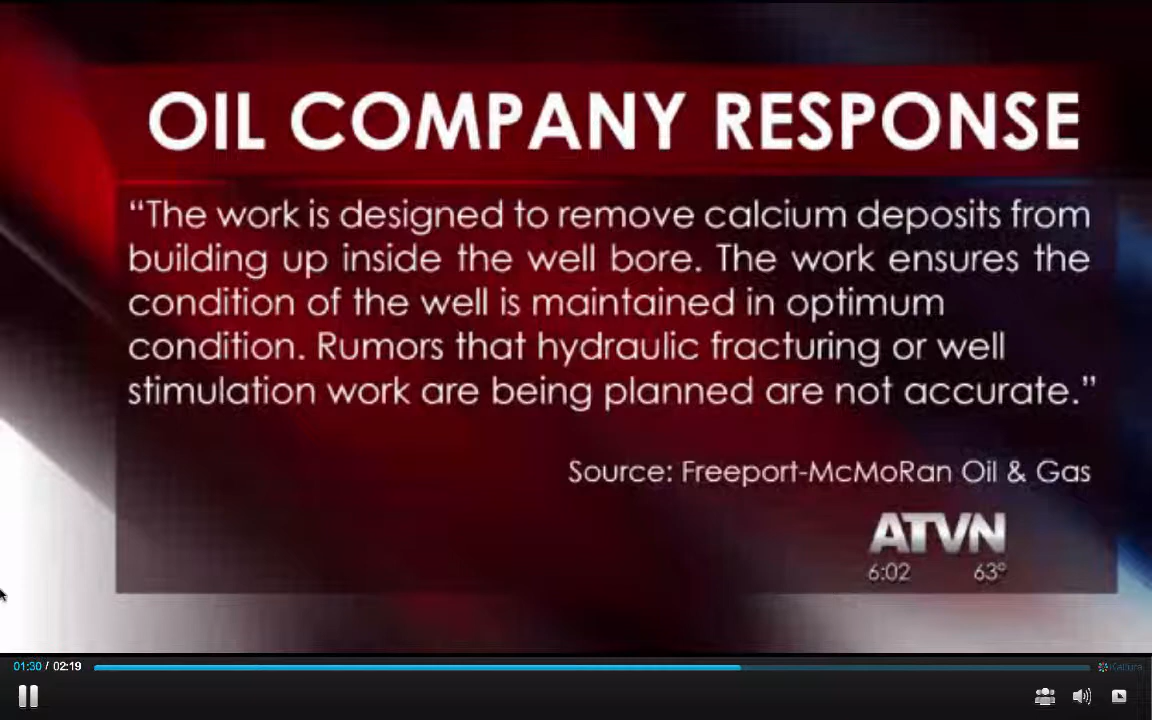 OIL COMPANY RESPONSE
“The work is designed to remove calcium deposits from
building up inside the well bore. The work ensures the
condition of the well is maintained in optimum
condition. Rumors that hydraulic fracturing or well
stimulation work are being planned are not accurate.”
Source: Freeport-McMoRan Oil & Gas
ATVN
6:02 63°
01:30 / 02:19
Kaltura